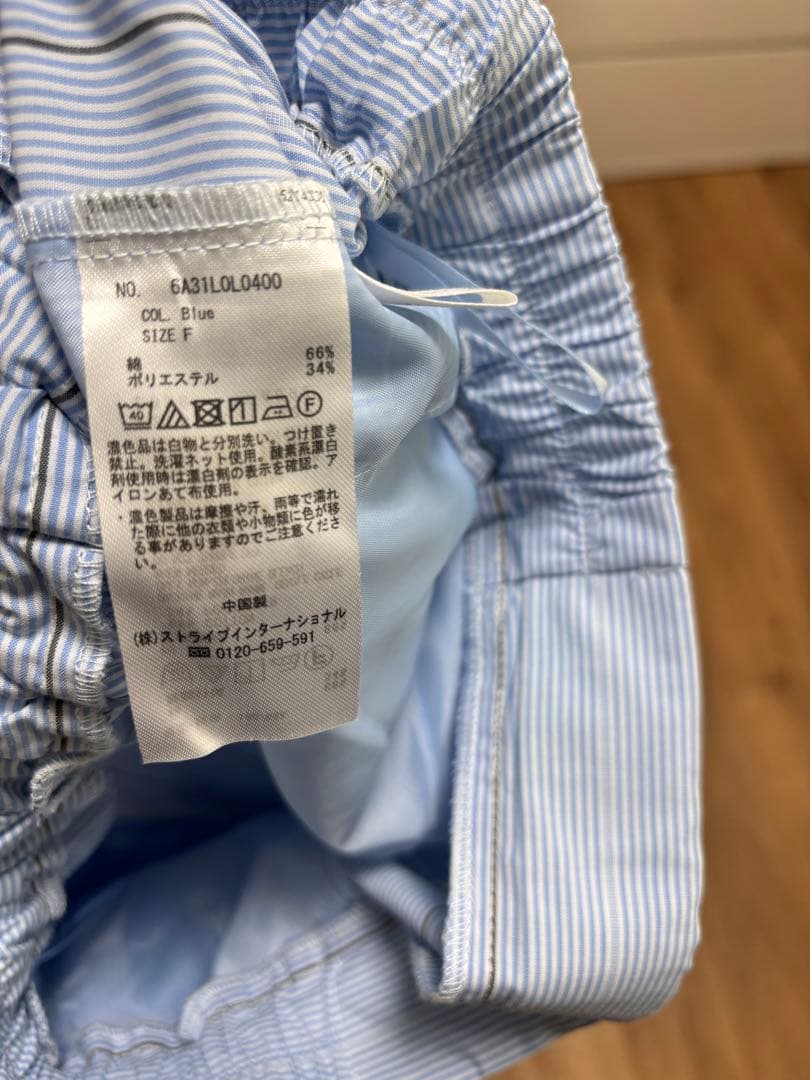 NO. 6A31L0L0400
COL. Blue
SIZE F
綿 66%
ポリエステル 34%
40 F
濃色品は白物と分別洗い。つけ置き
禁止。洗濯ネット使用。酸素系漂白
剤使用時は漂白剤の表示を確認。ア
イロンあて布使用。
・濃色製品は摩擦や汗、雨等で濡れ
た際に他の衣類や小物類に色が移
る事がありますのでご注意くださ
い。
中国製
(株)ストライプインターナショナル
0120-659-591